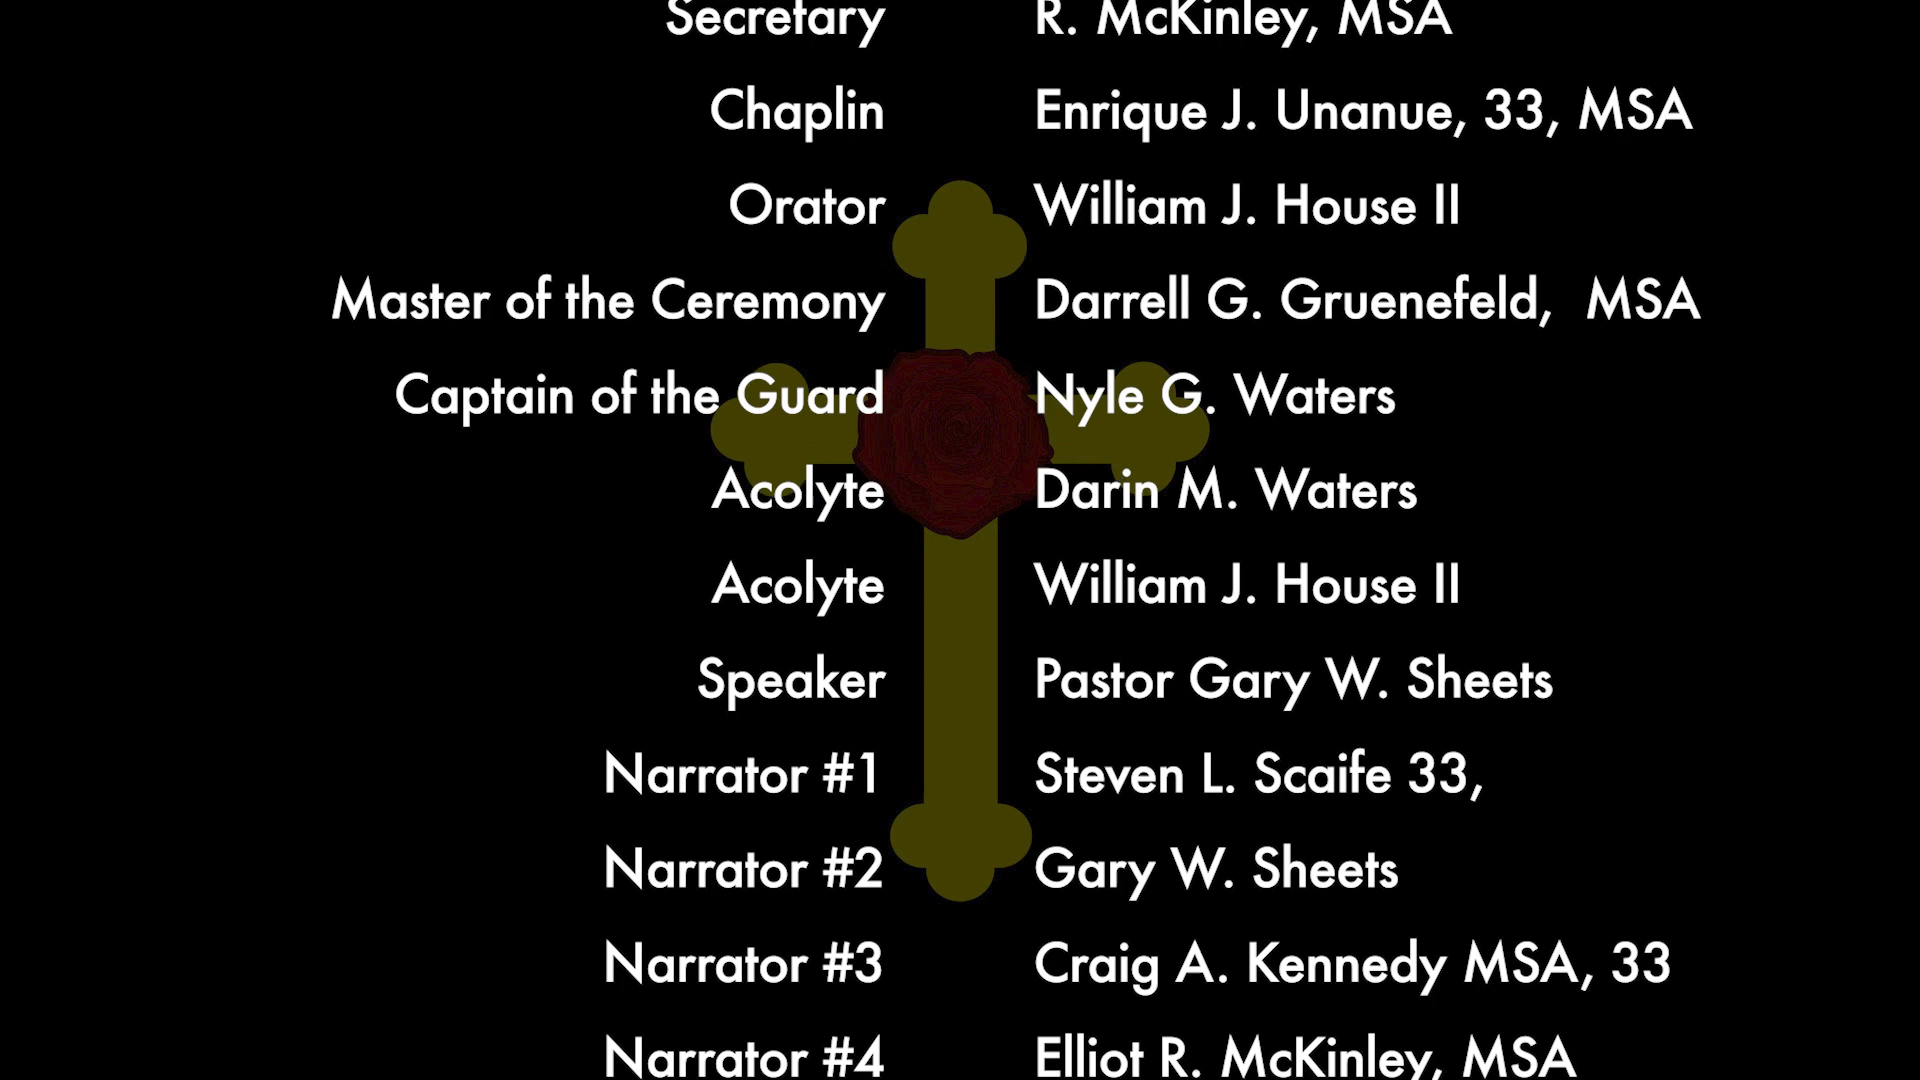 Secretary R. McKinley, MSA
Chaplin Enrique J. Unanue, 33, MSA
Orator William J. House II
Master of the Ceremony Darrell G. Gruenefeld, MSA
Captain of the Guard Nyle G. Waters
Acolyte Darin M. Waters
Acolyte William J. House II
Speaker Pastor Gary W. Sheets
Narrator #1 Steven L. Scaife 33,
Narrator #2 Gary W. Sheets
Narrator #3 Craig A. Kennedy MSA, 33
Narrator #4 Elliot R. McKinley, MSA